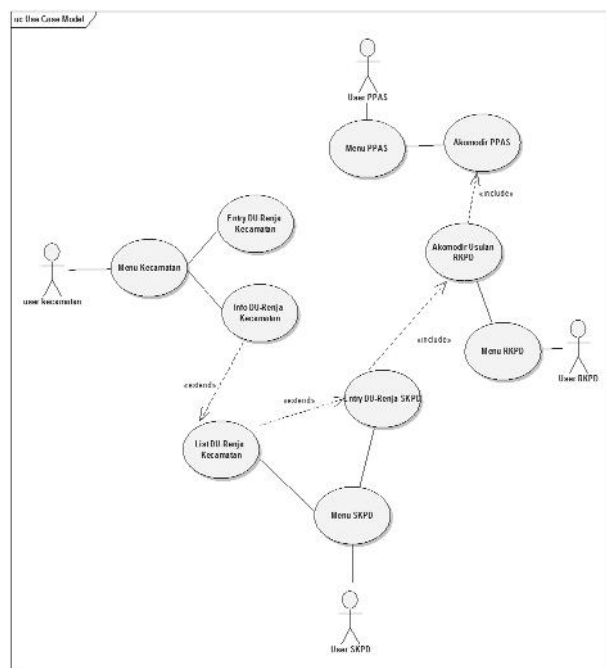 uc Use Case Model
User PPAS
Menu PPAS
Akomodir PPAS
«include»
Entry DU-Renja
Kecamatan
Akomodir Usulan
RKPD
Menu Kecamatan
user kecamatan
Info DU-Renja
Kecamatan
«include»
Menu RKPD
User RKPD
«extend»
«extend»
Entry DU-Renja SKPD
List DU-Renja
Kecamatan
Menu SKPD
User SKPD